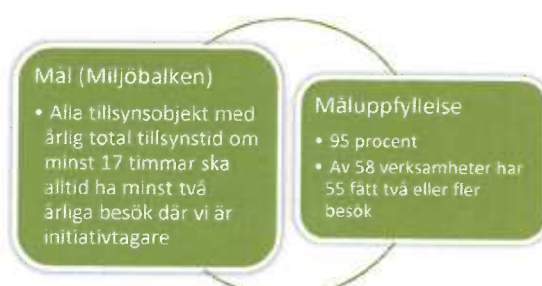 Mål (Miljöbalken)
• Alla tillsynsobjekt med
årlig total tillsynstid om
minst 17 timmar ska
alltid ha minst två
årliga besök där vi är
initiativtagare
Måluppfyllelse
• 95 procent
• Av 58 verksamheter har
55 fått två eller fler
besök